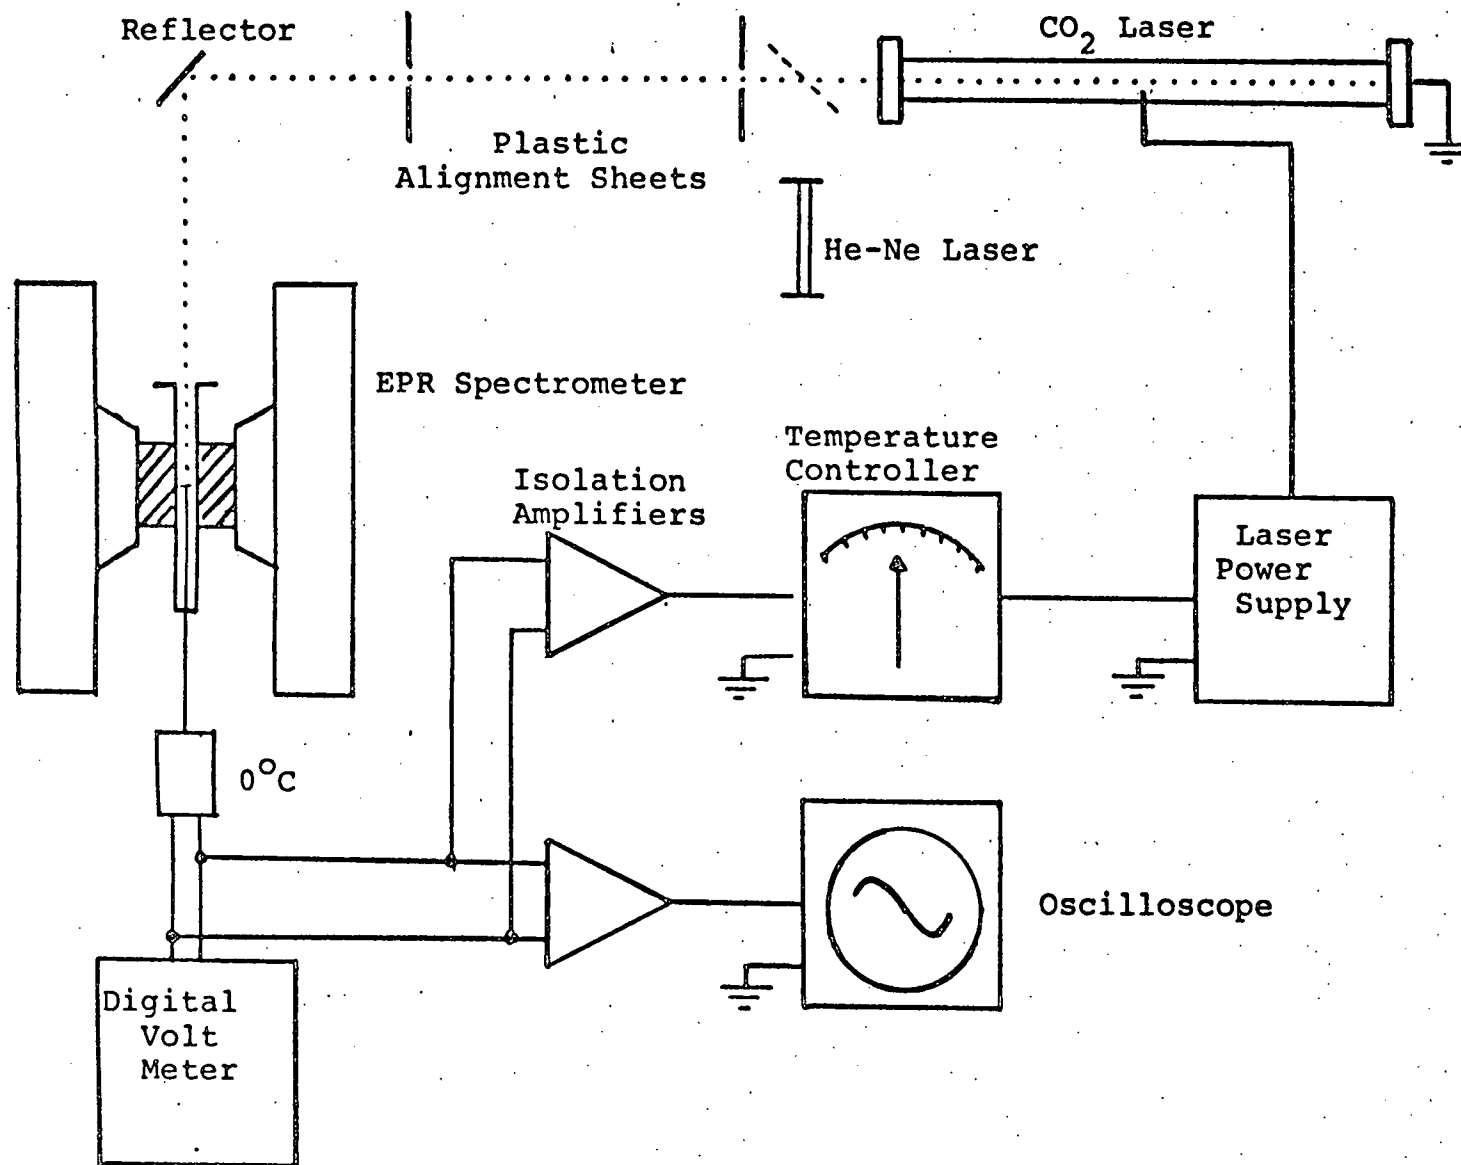 Reflector
CO₂ Laser
Plastic
Alignment Sheets
He-Ne Laser
EPR Spectrometer
Temperature
Controller
Isolation
Amplifiers
Laser
Power
Supply
0°C
Oscilloscope
Digital
Volt
Meter